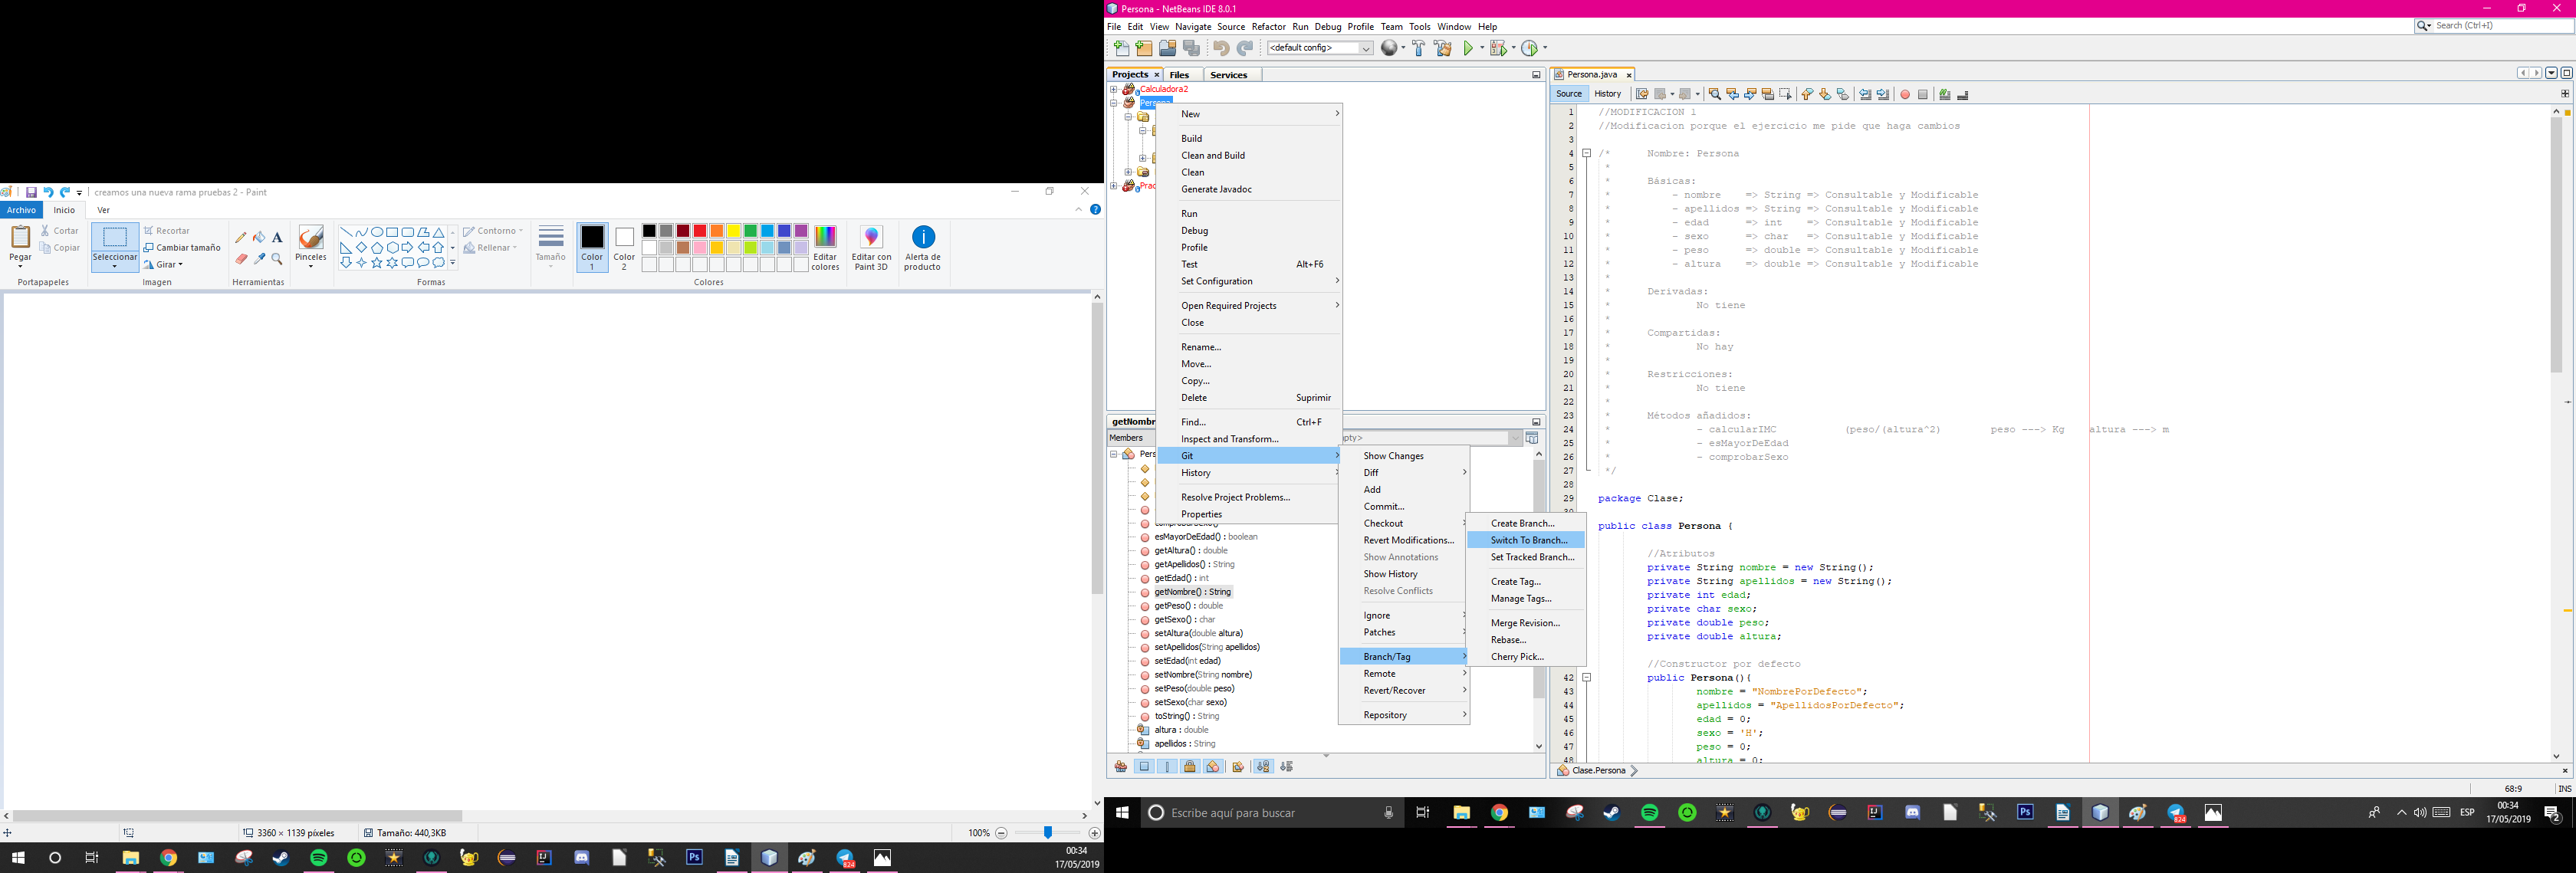 creamos una nueva rama pruebas 2 - Paint
Archivo Inicio Ver
Pegar
Cortar
Copiar
Portapapeles
Seleccionar
Recortar
Cambiar tamaño
Girar
Imagen
Herramientas
Pinceles
Contorno
Rellenar
Formas
Tamaño
Color 1
Color 2
Editar colores
Colores
Editar con Paint 3D
Alerta de producto
3360 × 1139 píxeles
Tamaño: 440,3KB
100%
00:34
17/05/2019
Persona - NetBeans IDE 8.0.1
File Edit View Navigate Source Refactor Run Debug Profile Team Tools Window Help
Search (Ctrl+I)
<default config>
Projects Files Services
Calculadora2
Persona
Prac
New
Build
Clean and Build
Clean
Generate Javadoc
Run
Debug
Profile
Test Alt+F6
Set Configuration
Open Required Projects
Close
Rename...
Move...
Copy...
Delete Suprimir
Find... Ctrl+F
Inspect and Transform...
Git
History
Resolve Project Problems...
Properties
Show Changes
Diff
Add
Commit...
Checkout
Revert Modifications...
Show Annotations
Show History
Resolve Conflicts
Ignore
Patches
Branch/Tag
Remote
Revert/Recover
Repository
Create Branch...
Switch To Branch...
Set Tracked Branch...
Create Tag...
Manage Tags...
Merge Revision...
Rebase...
Cherry Pick...
getNombr
Members
pty>
Pers
esMayorDeEdad() : boolean
getAltura() : double
getApellidos() : String
getEdad() : int
getNombre() : String
getPeso() : double
getSexo() : char
setAltura(double altura)
setApellidos(String apellidos)
setEdad(int edad)
setNombre(String nombre)
setPeso(double peso)
setSexo(char sexo)
toString() : String
altura : double
apellidos : String
Persona.java
Source History
1 //MODIFICACION 1
2 //Modificacion porque el ejercicio me pide que haga cambios
3
4 /* Nombre: Persona
5 *
6 * Básicas:
7 * - nombre => String => Consultable y Modificable
8 * - apellidos => String => Consultable y Modificable
9 * - edad => int => Consultable y Modificable
10 * - sexo => char => Consultable y Modificable
11 * - peso => double => Consultable y Modificable
12 * - altura => double => Consultable y Modificable
13 *
14 * Derivadas:
15 * No tiene
16 *
17 * Compartidas:
18 * No hay
19 *
20 * Restricciones:
21 * No tiene
22 *
23 * Métodos añadidos:
24 * - calcularIMC (peso/(altura^2) peso ---> Kg altura ---> m
25 * - esMayorDeEdad
26 * - comprobarSexo
27 */
28
29 package Clase;
public class Persona {
//Atributos
private String nombre = new String();
private String apellidos = new String();
private int edad;
private char sexo;
private double peso;
private double altura;
//Constructor por defecto
42 public Persona(){
43 nombre = "NombrePorDefecto";
44 apellidos = "ApellidosPorDefecto";
45 edad = 0;
46 sexo = 'H';
47 peso = 0;
48 altura = 0;
Clase.Persona
68:9 INS
Escribe aquí para buscar
ESP
00:34
17/05/2019